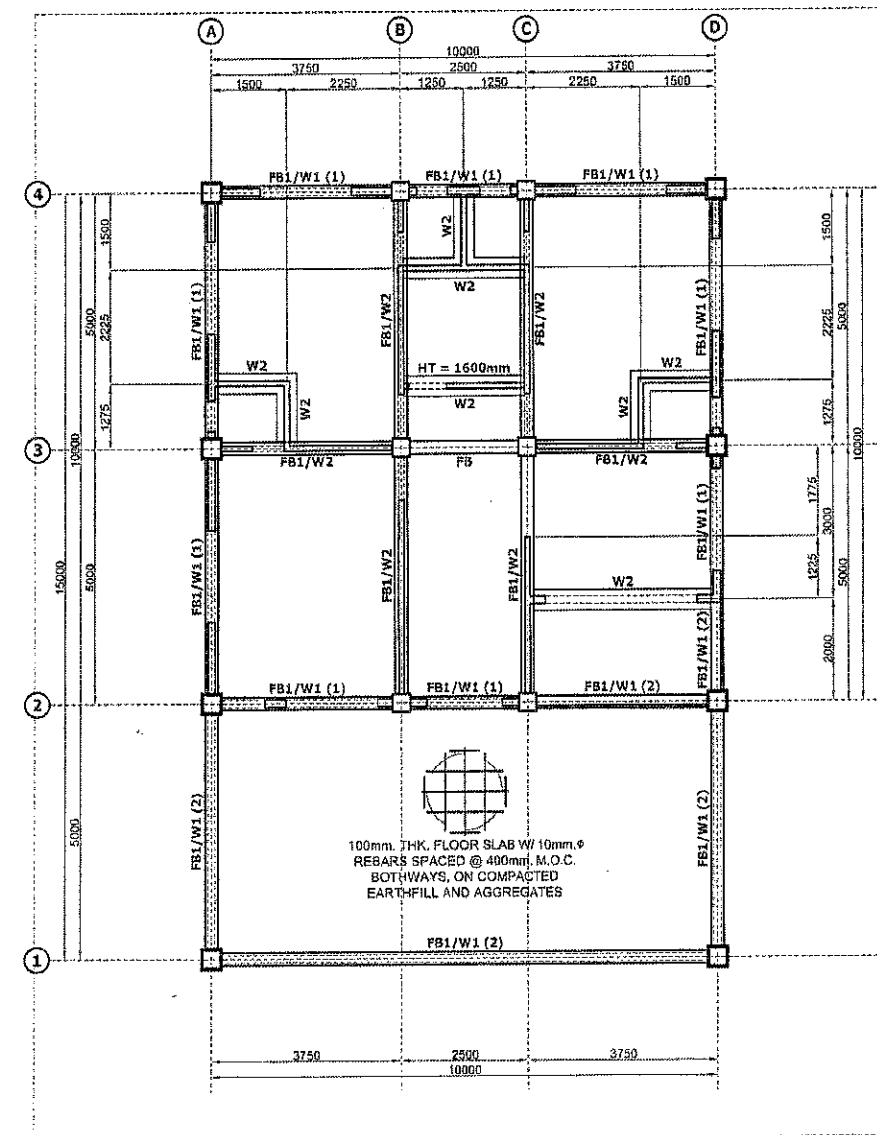 A B C D
10000
3750 2500 3750
1500 2250 1250 1250 2250 1500
FB1/W1 (1) FB1/W1 (1) FB1/W1 (1)
4
1500
W2
1500
W2
FB1/W1 (1)
FB1/W2
FB1/W2
FB1/W1 (1)
5000
2225
2225
5000
HT = 1600mm
W2
W2
W2
W2
W2
1275
1275
3
FB1/W2 FB FB1/W2
10000
10000
15000
5000
FB1/W1 (1)
FB1/W2
FB1/W2
FB1/W1 (1)
1775
3000
5000
1225
W2
FB1/W1 (2)
2000
FB1/W1 (1) FB1/W1 (1) FB1/W1 (2)
2
5000
FB1/W1 (2)
FB1/W1 (2)
100mm. THK. FLOOR SLAB W/ 10mm.Φ
REBARS SPACED @ 400mm. M.O.C.
BOTHWAYS, ON COMPACTED
EARTHFILL AND AGGREGATES
FB1/W1 (2)
1
3750 2500 3750
10000